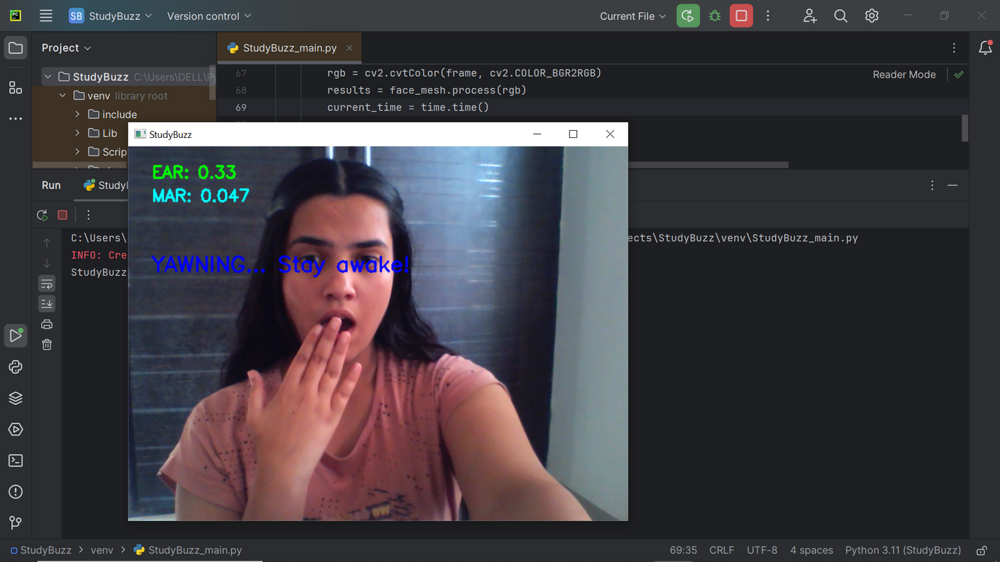 PC
SB StudyBuzz
Version control
Current File
Project
StudyBuzz_main.py
StudyBuzz C:\Users\DELL\Py
venv library root
include
Lib
Scrip
67 rgb = cv2.cvtColor(frame, cv2.COLOR_BGR2RGB)
68 results = face_mesh.process(rgb)
69 current_time = time.time()
Reader Mode
StudyBuzz
EAR: 0.33
MAR: 0.047
YAWNING... Stay awake!
Run
Study
C:\Users\
ects\StudyBuzz\venv\StudyBuzz_main.py
INFO: Cre
StudyBuzz
StudyBuzz > venv > StudyBuzz_main.py
69:35 CRLF UTF-8 4 spaces Python 3.11 (StudyBuzz)